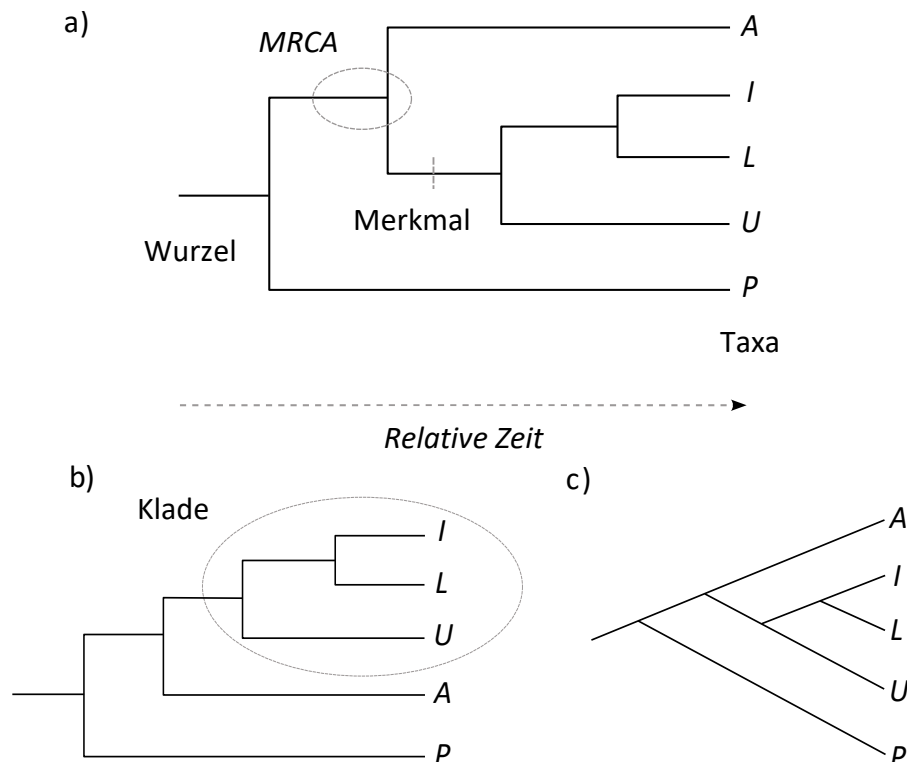 a)
MRCA
A
I
L
Merkmal
U
Wurzel
P
Taxa
Relative Zeit
b)
Klade
I
L
U
A
P
c)
A
I
L
U
P